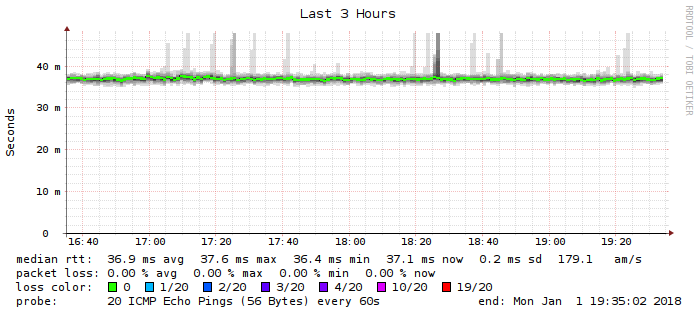 Last 3 Hours
RRDTOOL / TOBI OETIKER
Seconds
40 m
30 m
20 m
10 m
0
16:40 17:00 17:20 17:40 18:00 18:20 18:40 19:00 19:20
median rtt: 36.9 ms avg 37.6 ms max 36.4 ms min 37.1 ms now 0.2 ms sd 179.1 am/s
packet loss: 0.00 % avg 0.00 % max 0.00 % min 0.00 % now
loss color: 0 1/20 2/20 3/20 4/20 10/20 19/20
probe: 20 ICMP Echo Pings (56 Bytes) every 60s end: Mon Jan 1 19:35:02 2018